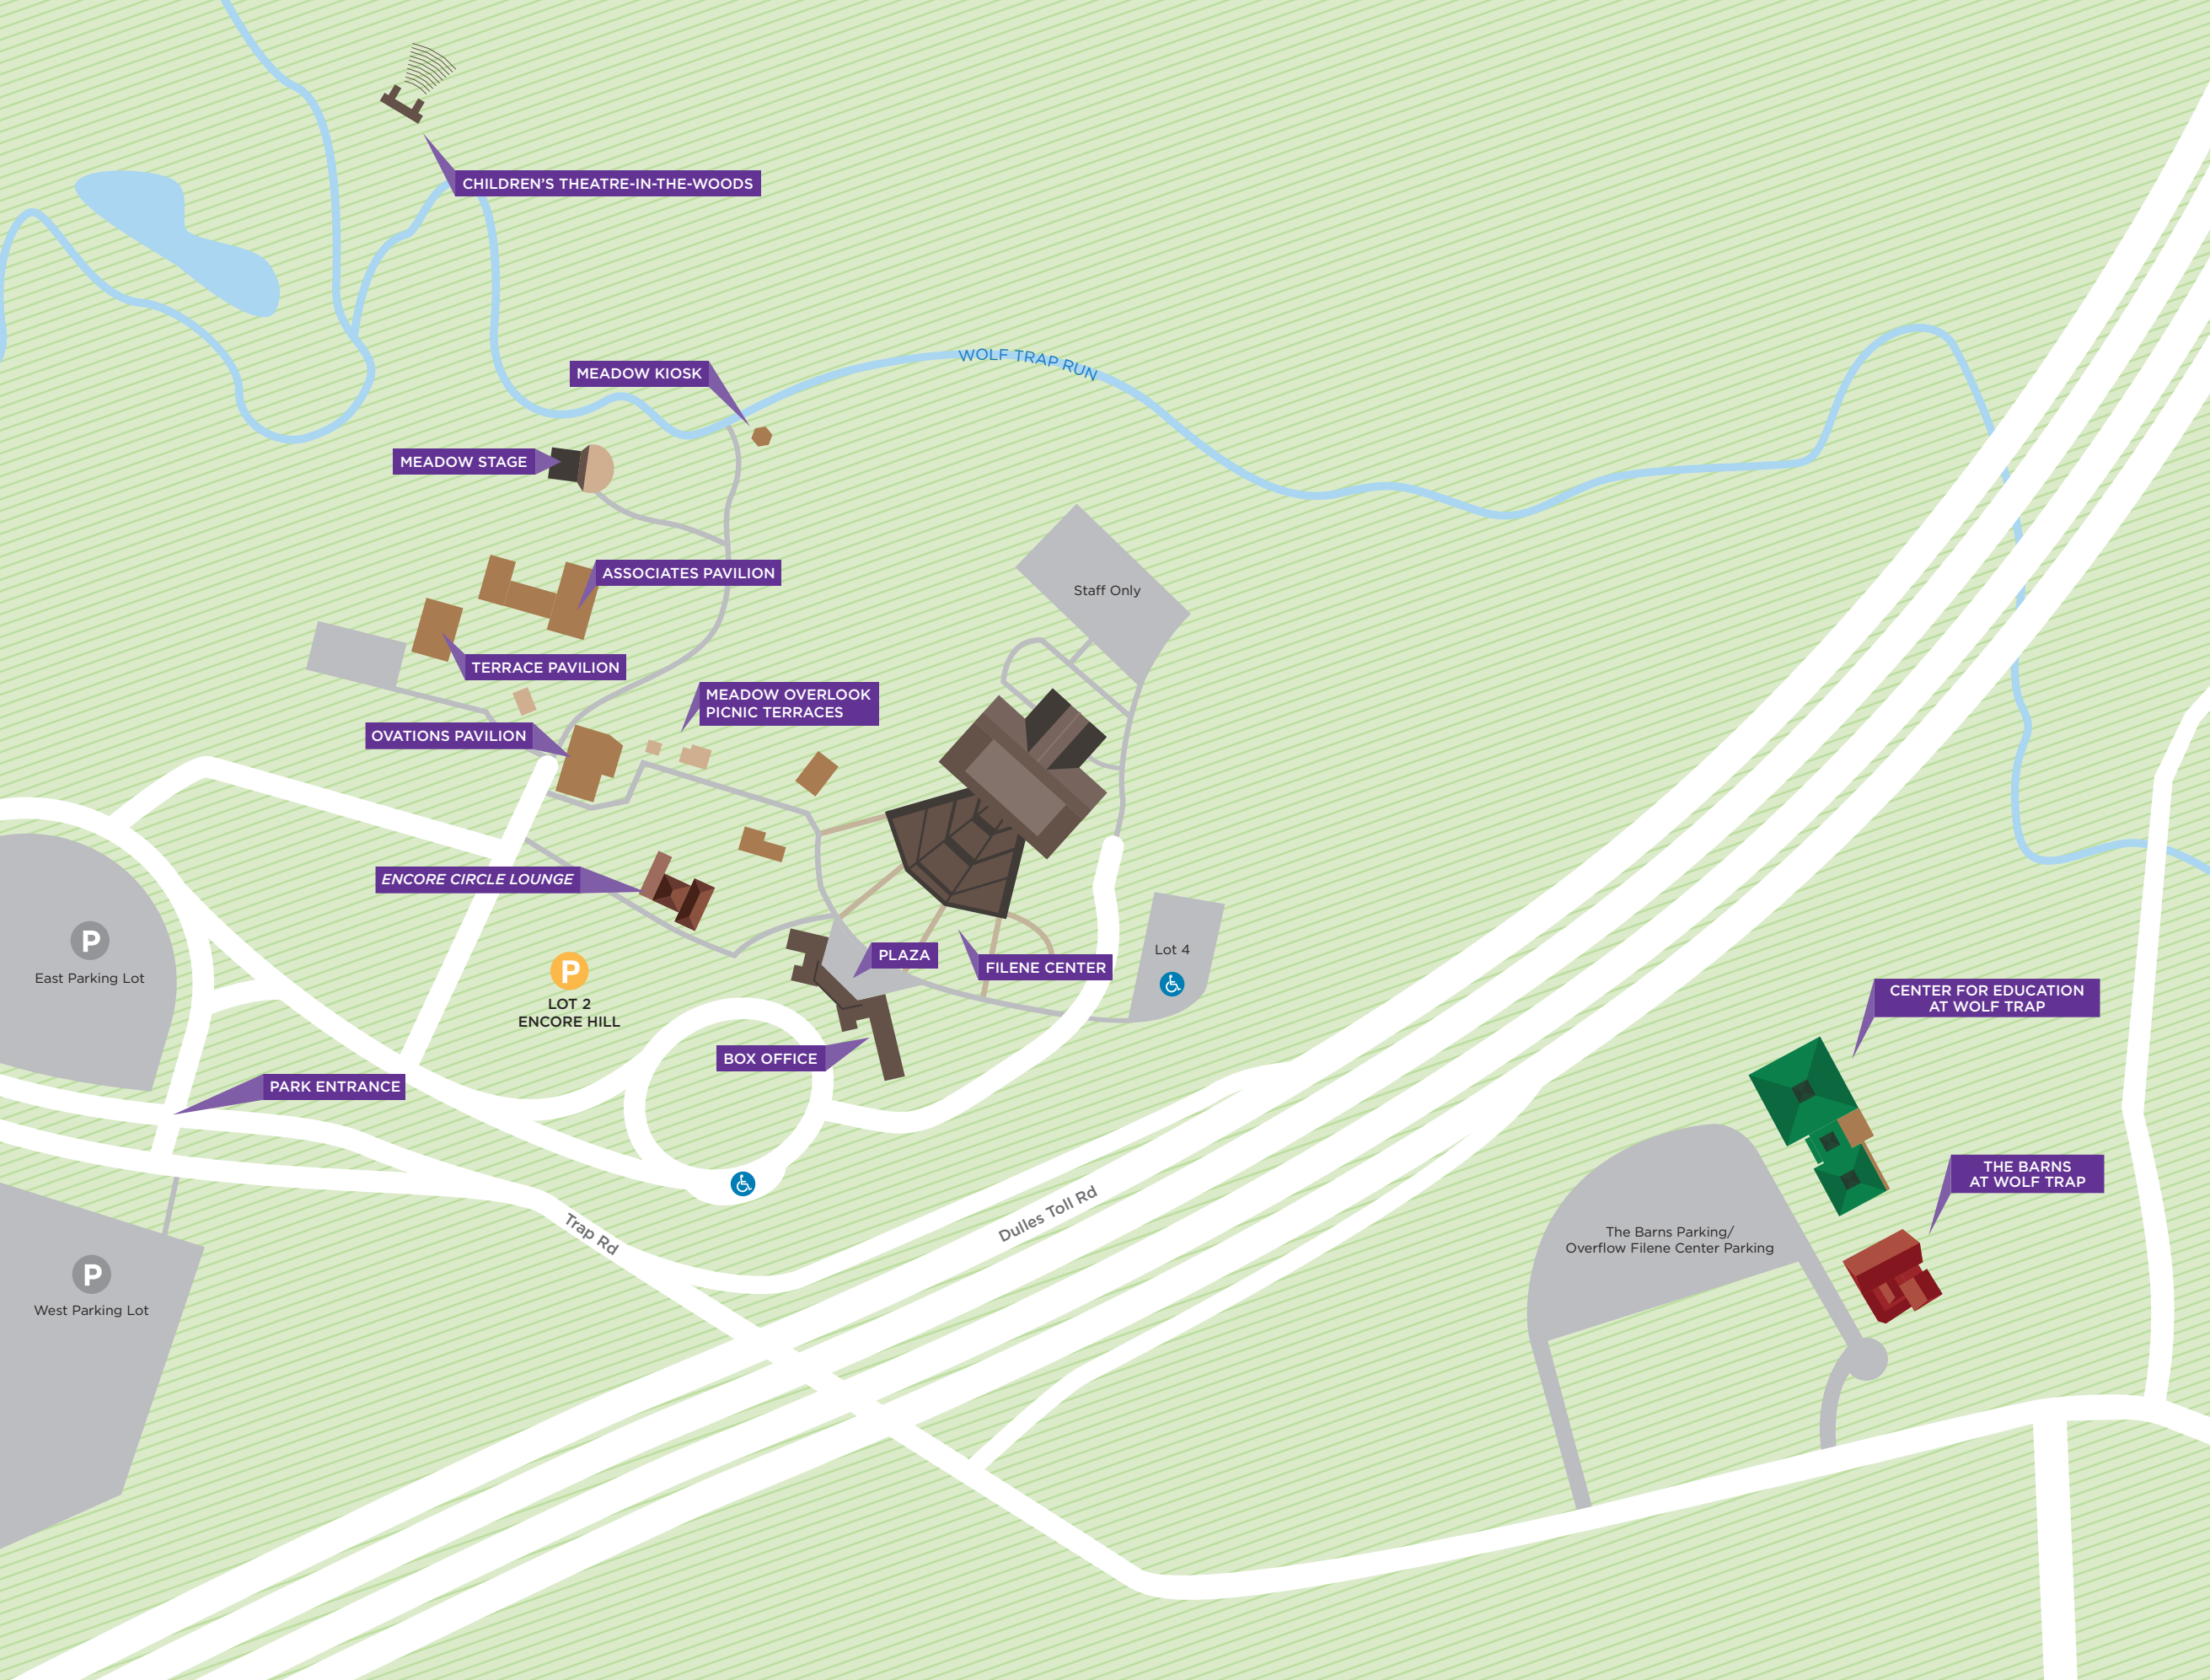 CHILDREN’S THEATRE-IN-THE-WOODS
WOLF TRAP RUN
MEADOW KIOSK
MEADOW STAGE
ASSOCIATES PAVILION
Staff Only
TERRACE PAVILION
MEADOW OVERLOOK
PICNIC TERRACES
OVATIONS PAVILION
ENCORE CIRCLE LOUNGE
P
East Parking Lot
P
LOT 2
ENCORE HILL
PLAZA
FILENE CENTER
Lot 4
CENTER FOR EDUCATION
AT WOLF TRAP
BOX OFFICE
PARK ENTRANCE
THE BARNS
AT WOLF TRAP
Trap Rd
Dulles Toll Rd
The Barns Parking/
Overflow Filene Center Parking
P
West Parking Lot